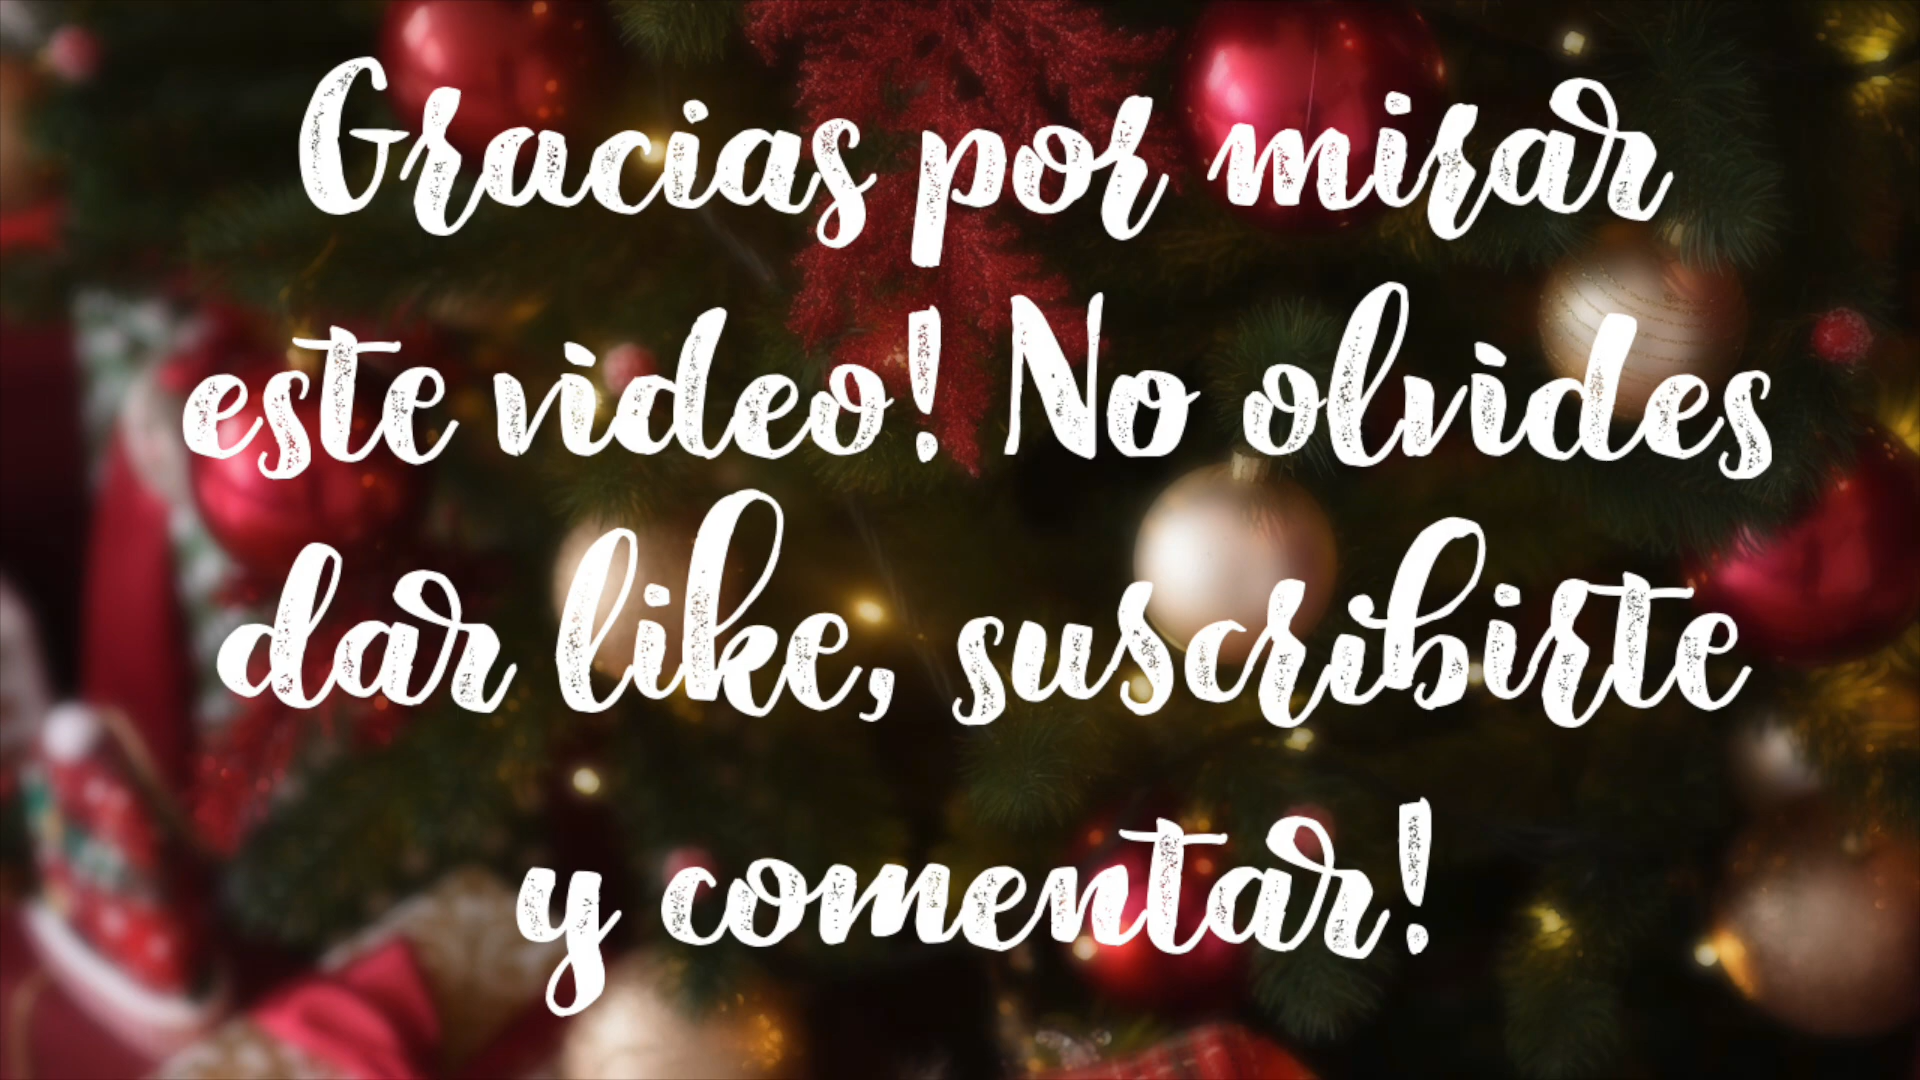 Gracias por mirar
este video! No olvides
dar like, suscribirte
y comentar!